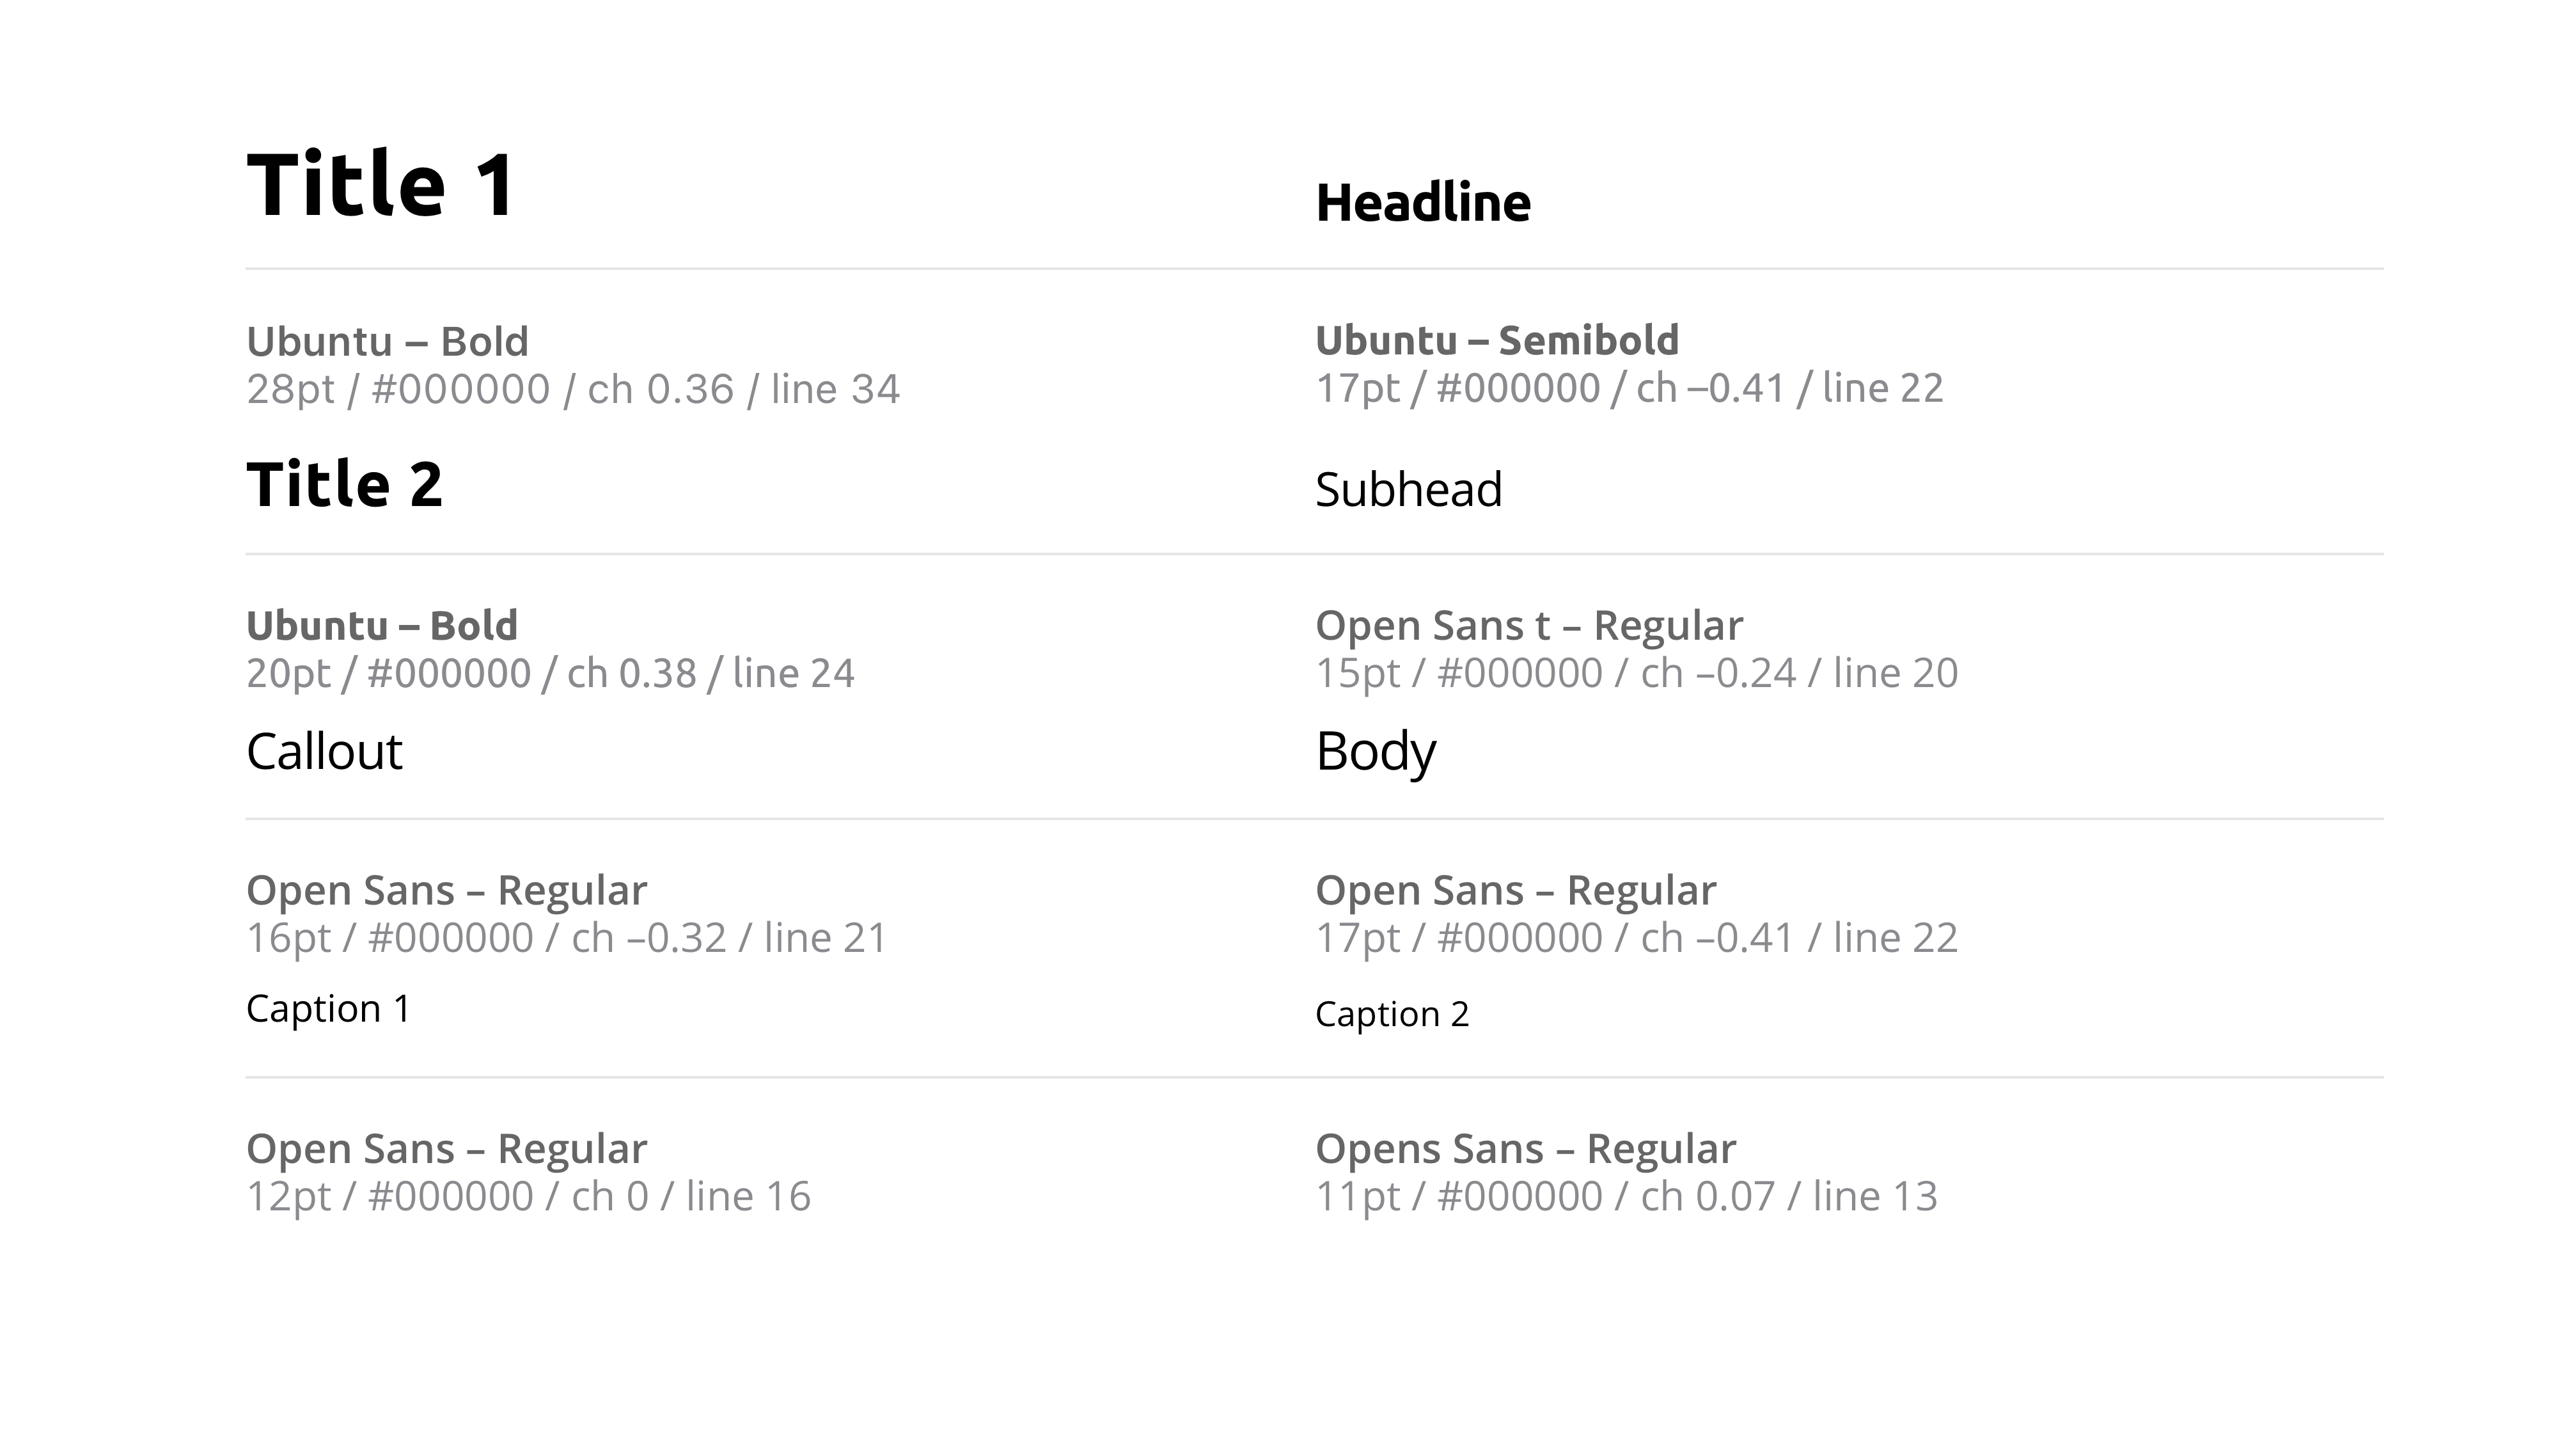 Title 1
Headline
Ubuntu – Bold
28pt / #000000 / ch 0.36 / line 34
Ubuntu – Semibold
17pt / #000000 / ch –0.41 / line 22
Title 2
Subhead
Ubuntu – Bold
20pt / #000000 / ch 0.38 / line 24
Open Sans t – Regular
15pt / #000000 / ch –0.24 / line 20
Callout
Body
Open Sans – Regular
16pt / #000000 / ch –0.32 / line 21
Open Sans – Regular
17pt / #000000 / ch –0.41 / line 22
Caption 1
Caption 2
Open Sans – Regular
12pt / #000000 / ch 0 / line 16
Opens Sans – Regular
11pt / #000000 / ch 0.07 / line 13